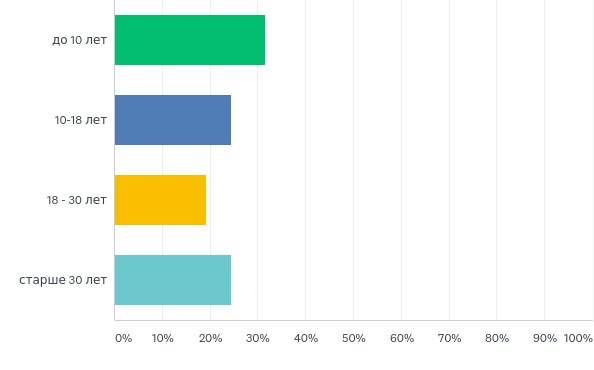 до 10 лет
10-18 лет
18 - 30 лет
старше 30 лет
0% 10% 20% 30% 40% 50% 60% 70% 80% 90% 100%